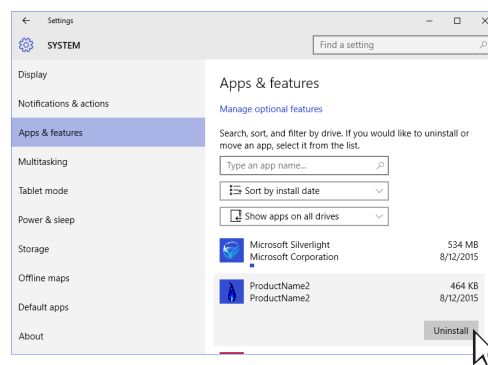 Settings
SYSTEM
Find a setting
Display
Notifications & actions
Apps & features
Multitasking
Tablet mode
Power & sleep
Storage
Offline maps
Default apps
About
Apps & features
Manage optional features
Search, sort, and filter by drive. If you would like to uninstall or
move an app, select it from the list.
Type an app name...
Sort by install date
Show apps on all drives
Microsoft Silverlight 534 MB
Microsoft Corporation 8/12/2015
ProductName2 464 KB
ProductName2 8/12/2015
Uninstall